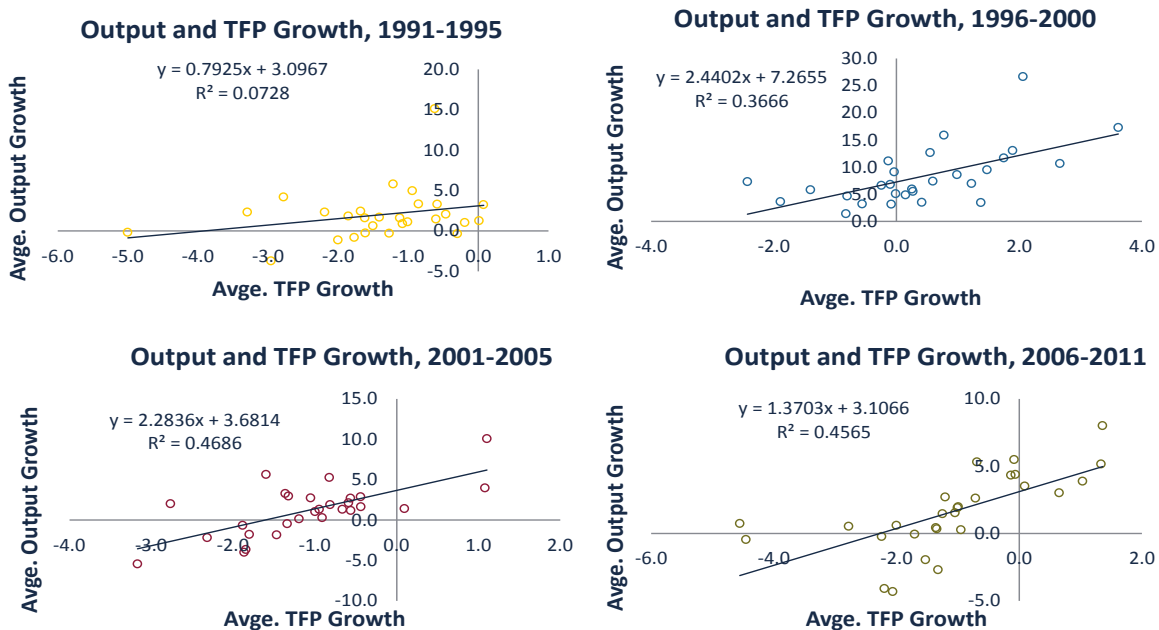 Output and TFP Growth, 1991-1995
y = 0.7925x + 3.0967
R² = 0.0728
Avge. Output Growth
20.0
15.0
10.0
5.0
0.0
-5.0
-6.0 -5.0 -4.0 -3.0 -2.0 -1.0 0.0 1.0
Avge. TFP Growth
Output and TFP Growth, 1996-2000
y = 2.4402x + 7.2655
R² = 0.3666
Avge. Output Growth
30.0
25.0
20.0
15.0
10.0
5.0
0.0
-4.0 -2.0 0.0 2.0 4.0
Avge. TFP Growth
Output and TFP Growth, 2001-2005
y = 2.2836x + 3.6814
R² = 0.4686
Avge. Output Growth
15.0
10.0
5.0
0.0
-5.0
-10.0
-4.0 -3.0 -2.0 -1.0 0.0 1.0 2.0
Avge. TFP Growth
Output and TFP Growth, 2006-2011
y = 1.3703x + 3.1066
R² = 0.4565
Avge. Output Growth
10.0
5.0
0.0
-5.0
-6.0 -4.0 -2.0 0.0 2.0
Avge. TFP Growth